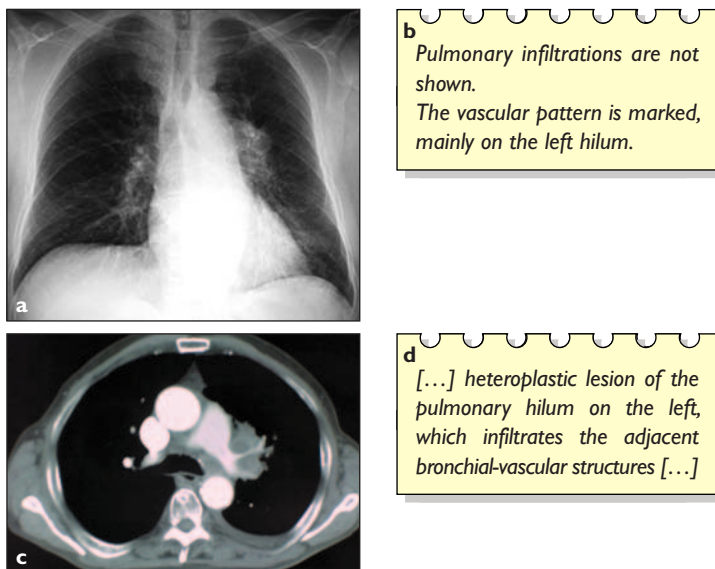 a
b
Pulmonary infiltrations are not
shown.
The vascular pattern is marked,
mainly on the left hilum.
c
d
[…] heteroplastic lesion of the
pulmonary hilum on the left,
which infiltrates the adjacent
bronchial-vascular structures […]